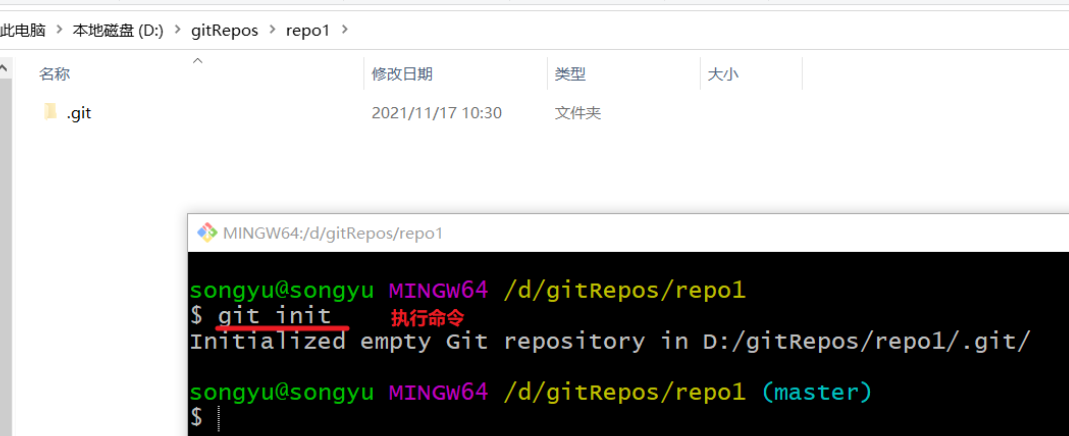 此电脑 > 本地磁盘 (D:) > gitRepos > repo1 >
名称 修改日期 类型 大小
.git 2021/11/17 10:30 文件夹
MINGW64:/d/gitRepos/repo1
songyu@songyu MINGW64 /d/gitRepos/repo1
$ git init 执行命令
Initialized empty Git repository in D:/gitRepos/repo1/.git/
songyu@songyu MINGW64 /d/gitRepos/repo1 (master)
$